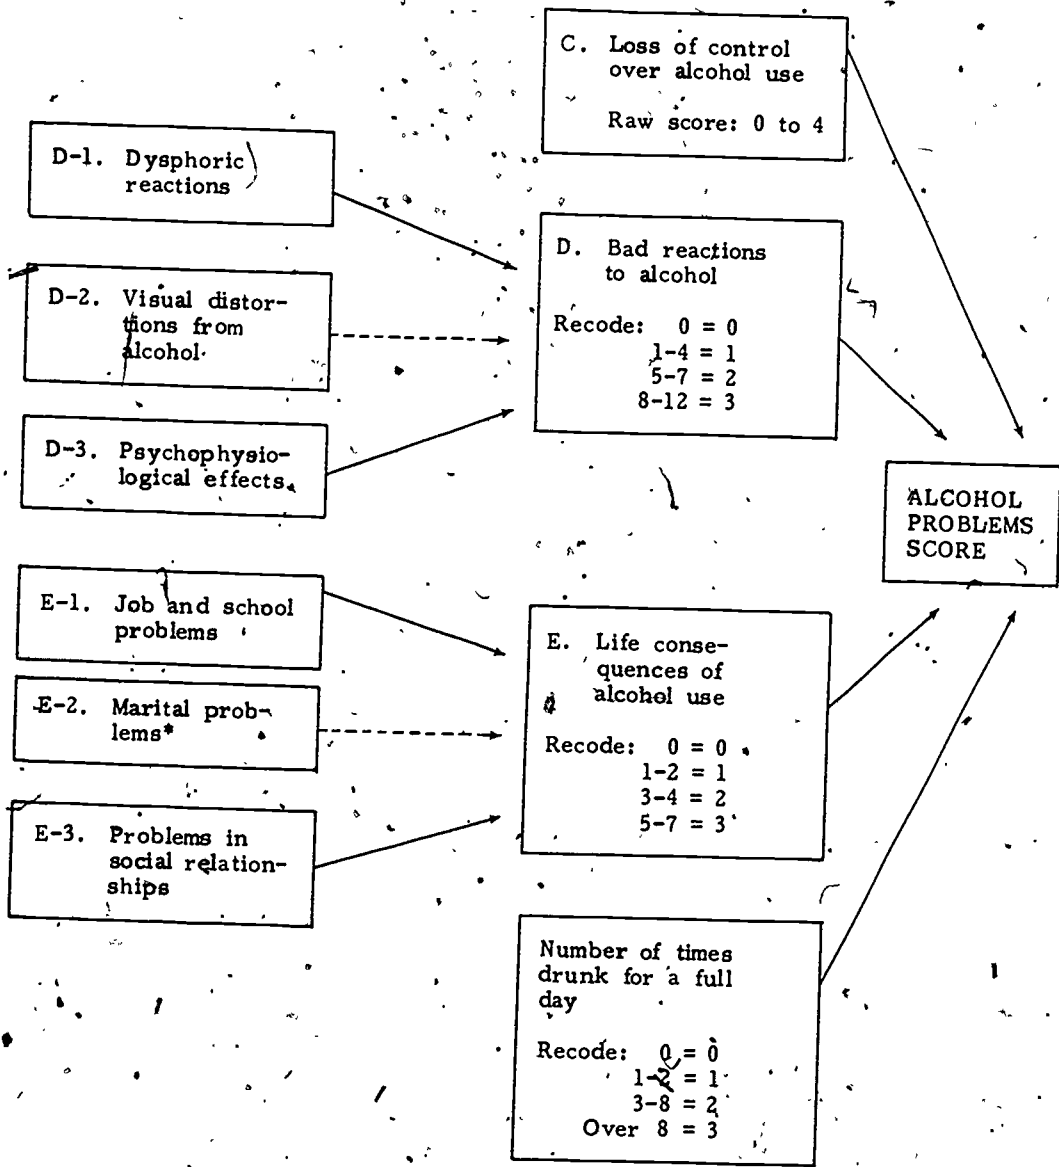 C. Loss of control
over alcohol use
Raw score: 0 to 4
D-1. Dysphoric
reactions
D-2. Visual distor-
tions from
alcohol
D-3. Psychophysio-
logical effects
D. Bad reactions
to alcohol
Recode: 0 = 0
1-4 = 1
5-7 = 2
8-12 = 3
ALCOHOL
PROBLEMS
SCORE
E-1. Job and school
problems
E-2. Marital prob-
lems*
E-3. Problems in
social relation-
ships
E. Life conse-
quences of
alcohol use
Recode: 0 = 0
1-2 = 1
3-4 = 2
5-7 = 3
Number of times
drunk for a full
day
Recode: 0 = 0
1-2 = 1
3-8 = 2
Over 8 = 3